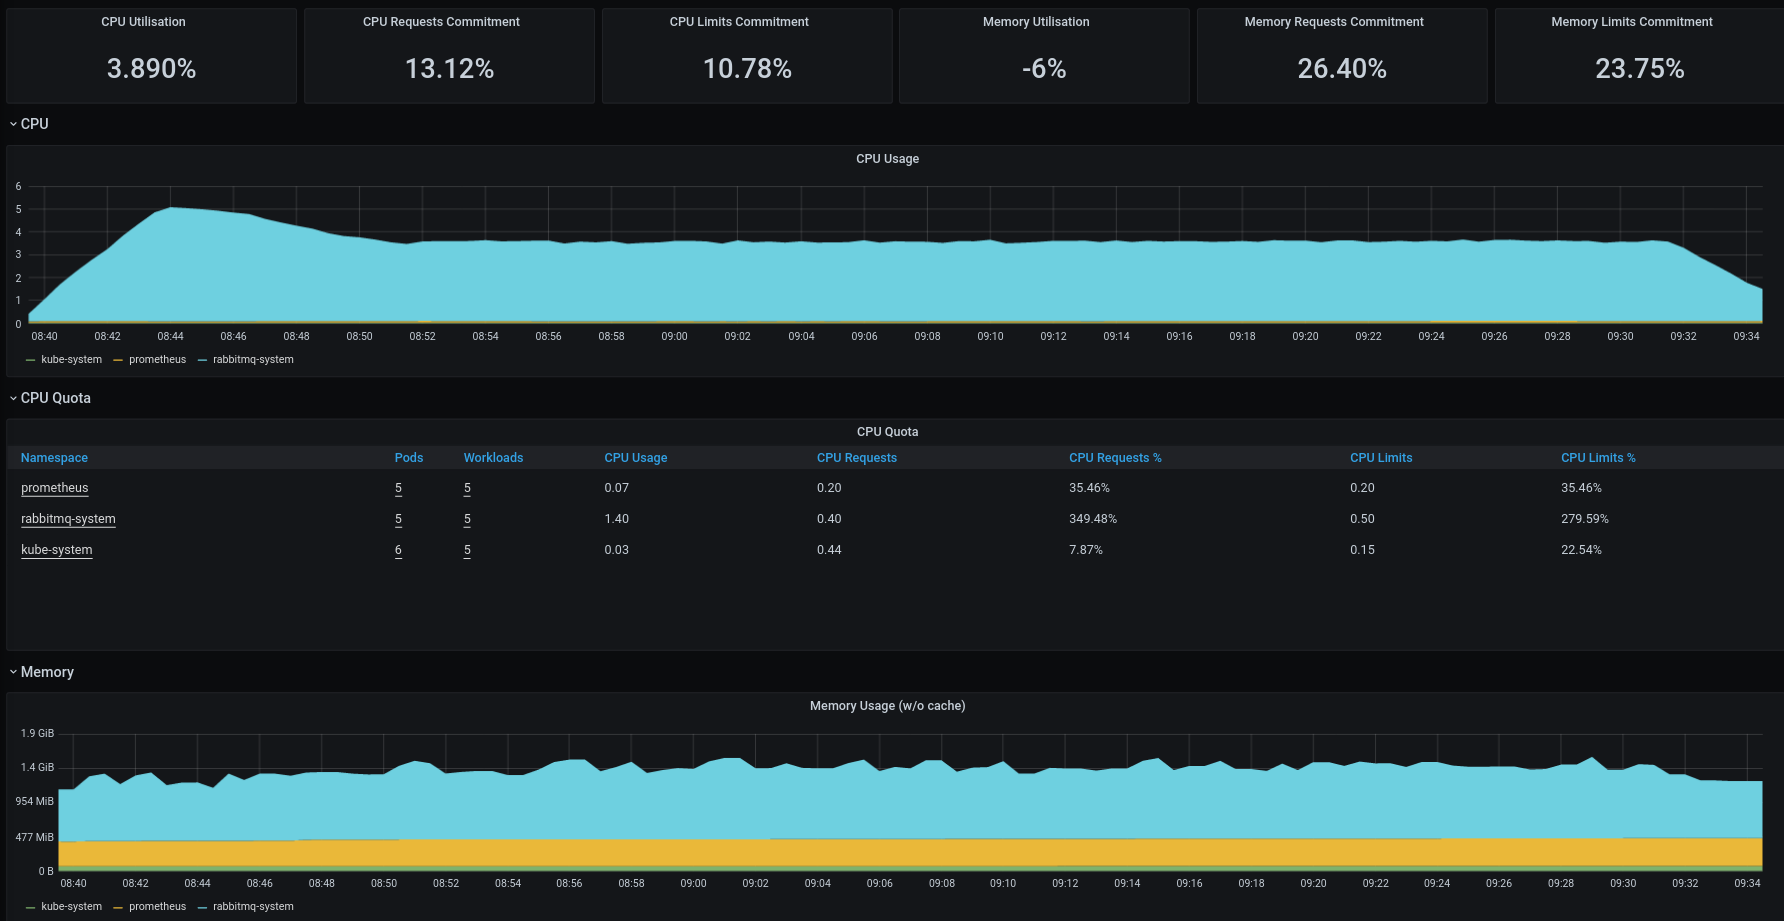 CPU Utilisation CPU Requests Commitment CPU Limits Commitment Memory Utilisation Memory Requests Commitment Memory Limits Commitment
3.890% 13.12% 10.78% -6% 26.40% 23.75%
CPU
CPU Usage
6
5
4
3
2
1
0
08:40 08:42 08:44 08:46 08:48 08:50 08:52 08:54 08:56 08:58 09:00 09:02 09:04 09:06 09:08 09:10 09:12 09:14 09:16 09:18 09:20 09:22 09:24 09:26 09:28 09:30 09:32 09:34
kube-system prometheus rabbitmq-system
CPU Quota
CPU Quota
Namespace Pods Workloads CPU Usage CPU Requests CPU Requests % CPU Limits CPU Limits %
prometheus 5 5 0.07 0.20 35.46% 0.20 35.46%
rabbitmq-system 5 5 1.40 0.40 349.48% 0.50 279.59%
kube-system 6 5 0.03 0.44 7.87% 0.15 22.54%
Memory
Memory Usage (w/o cache)
1.9 GiB
1.4 GiB
954 MiB
477 MiB
0 B
08:40 08:42 08:44 08:46 08:48 08:50 08:52 08:54 08:56 08:58 09:00 09:02 09:04 09:06 09:08 09:10 09:12 09:14 09:16 09:18 09:20 09:22 09:24 09:26 09:28 09:30 09:32 09:34
kube-system prometheus rabbitmq-system